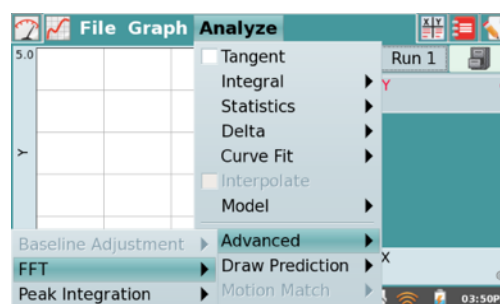 File Graph Analyze
X Y
5.0
Tangent
Run 1
Integral
Y
Statistics
Delta
Curve Fit
Y
Interpolate
Model
Baseline Adjustment
Advanced
X
FFT
Draw Prediction
Peak Integration
Motion Match
03:50P